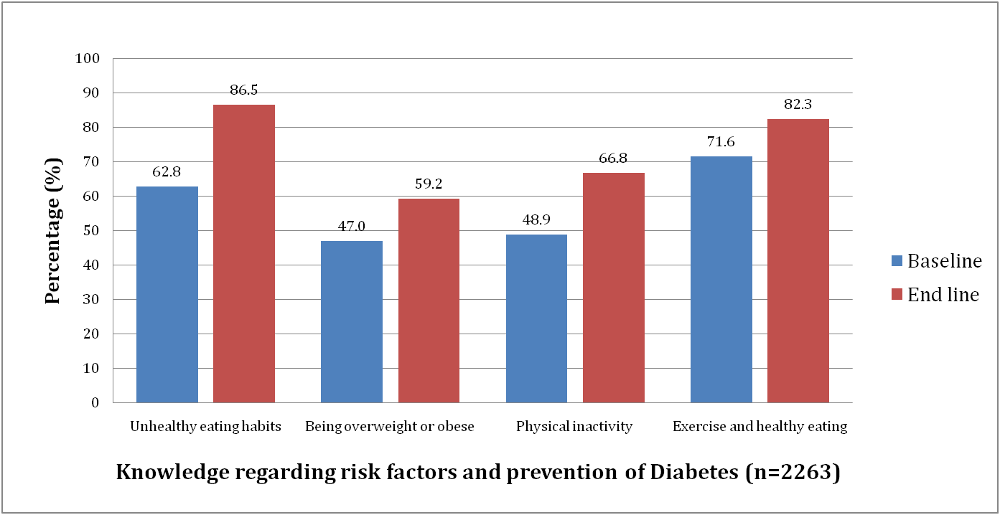 100
90
80
70
60
50
40
30
20
10
0
Percentage (%)
62.8
86.5
47.0
59.2
48.9
66.8
71.6
82.3
Unhealthy eating habits
Being overweight or obese
Physical inactivity
Exercise and healthy eating
Knowledge regarding risk factors and prevention of Diabetes (n=2263)
Baseline
End line